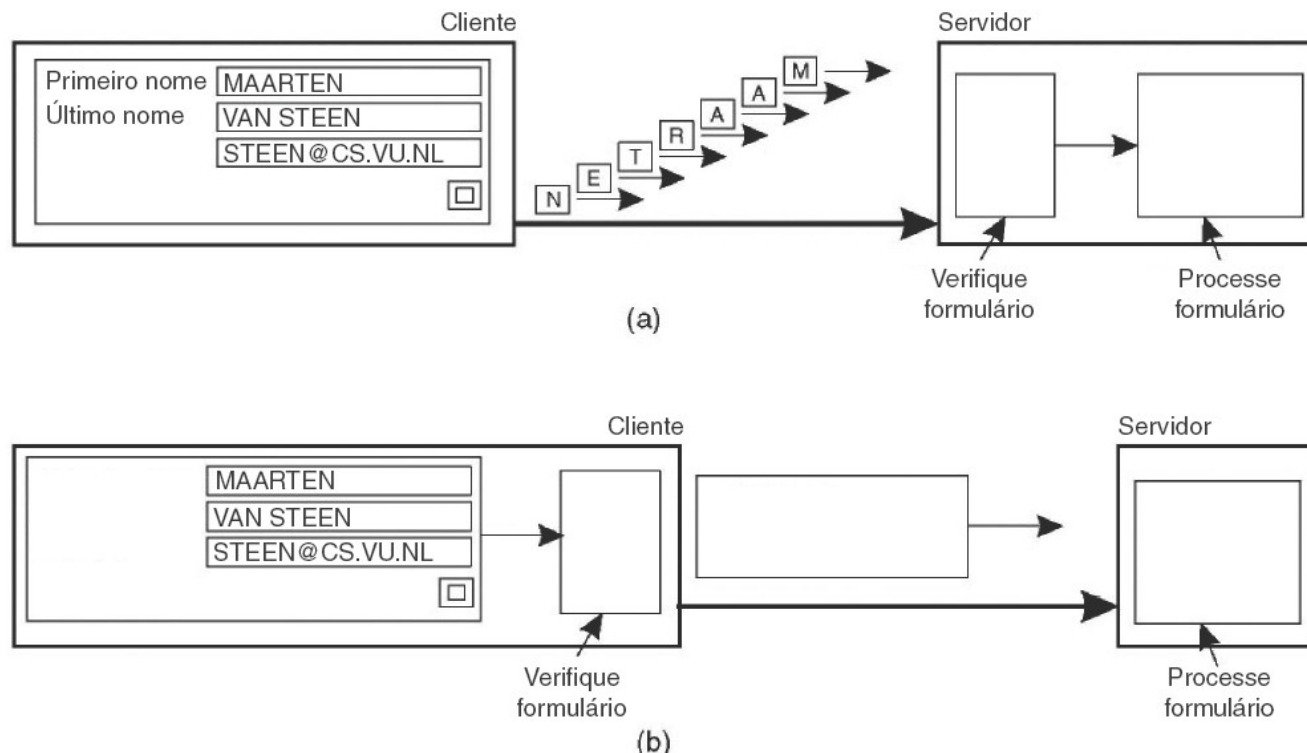 Cliente
Servidor
Primeiro nome MAARTEN
Último nome VAN STEEN
STEEN@CS.VU.NL
N E T R A A M
Verifique
formulário
Processe
formulário
(a)
Cliente
Servidor
MAARTEN
VAN STEEN
STEEN@CS.VU.NL
Verifique
formulário
Processe
formulário
(b)